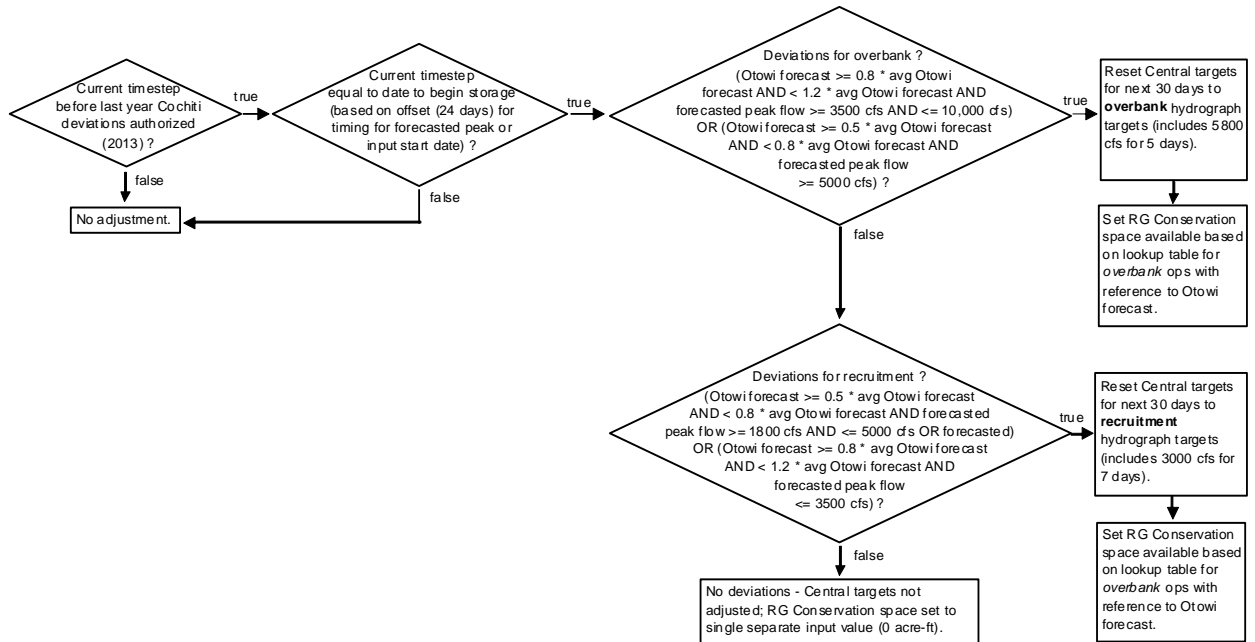 Current timestep
before last year Cochiti
deviations authorized
(2013) ?
true
false
No adjustment.
Current timestep
equal to date to begin storage
(based on offset (24 days) for
timing for forecasted peak or
input start date) ?
true
false
Deviations for overbank ?
(Otowi forecast >= 0.8 * avg Otowi
forecast AND < 1.2 * avg Otowi forecast AND
forecasted peak flow >= 3500 cfs AND <= 10,000 cfs)
OR (Otowi forecast >= 0.5 * avg Otowi forecast
AND < 0.8 * avg Otowi forecast AND
forecasted peak flow
>= 5000 cfs) ?
true
false
Reset Central targets
for next 30 days to
overbank hydrograph
targets (includes 5800
cfs for 5 days).
Set RG Conservation
space available based
on lookup table for
overbank ops with
reference to Otowi
forecast.
Deviations for recruitment ?
(Otowi forecast >= 0.5 * avg Otowi forecast
AND < 0.8 * avg Otowi forecast AND forecasted
peak flow >= 1800 cfs AND <= 5000 cfs OR forecasted)
OR (Otowi forecast >= 0.8 * avg Otowi forecast
AND < 1.2 * avg Otowi forecast AND
forecasted peak flow
<= 3500 cfs) ?
true
false
Reset Central targets
for next 30 days to
recruitment
hydrograph targets
(includes 3000 cfs for
7 days).
Set RG Conservation
space available based
on lookup table for
overbank ops with
reference to Otowi
forecast.
No deviations - Central targets not
adjusted; RG Conservation space set to
single separate input value (0 acre-ft).